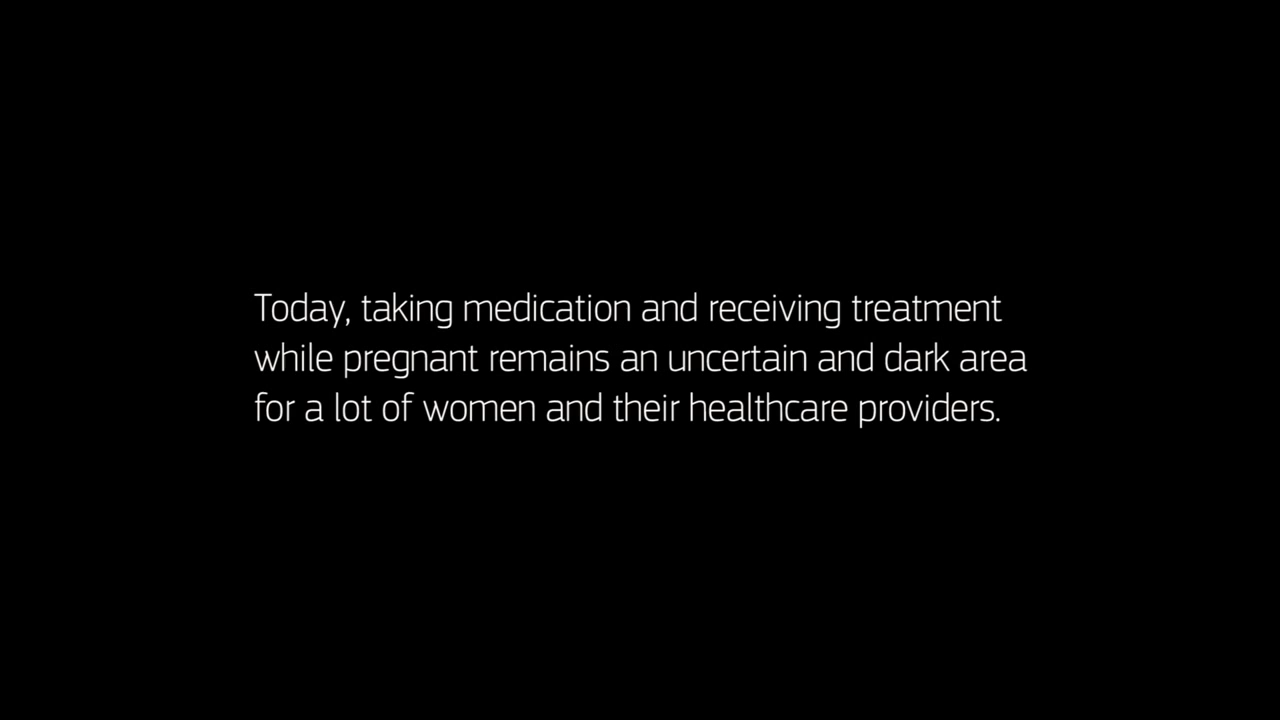 Today, taking medication and receiving treatment
while pregnant remains an uncertain and dark area
for a lot of women and their healthcare providers.